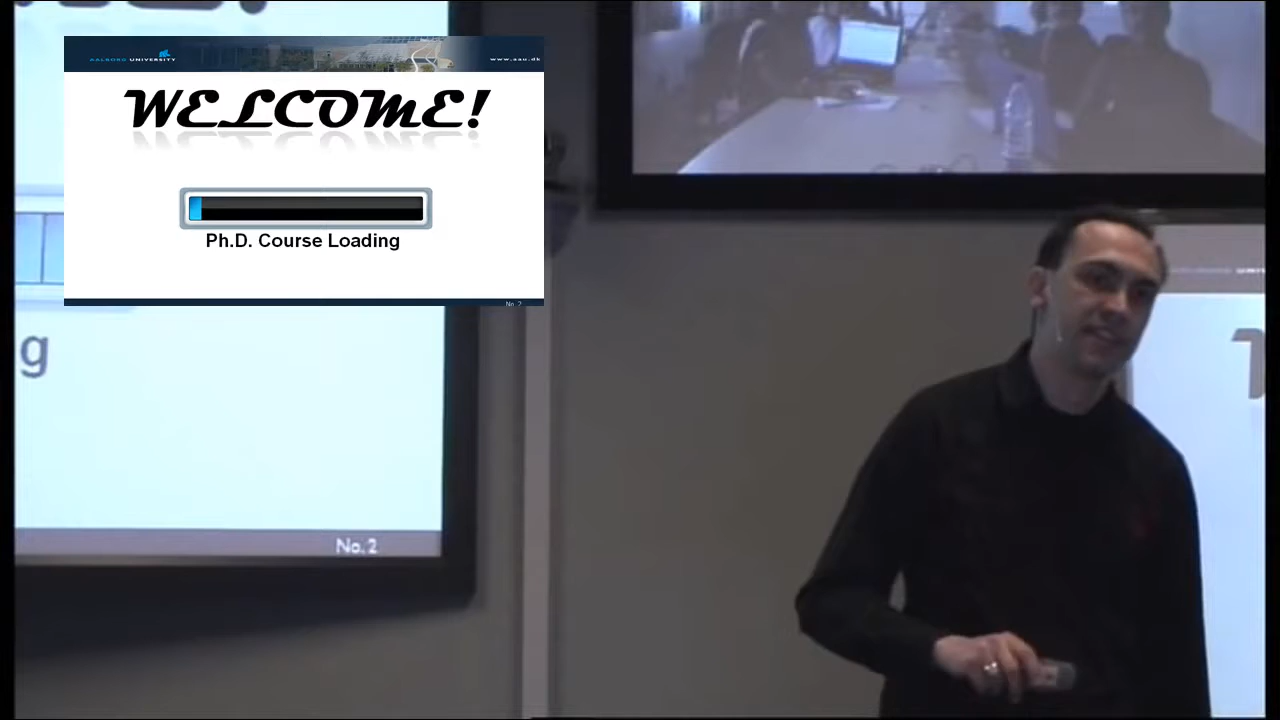 AALBORG UNIVERSITY
www.aau.dk
WELCOME!
Ph.D. Course Loading
No. 2
g
No. 2